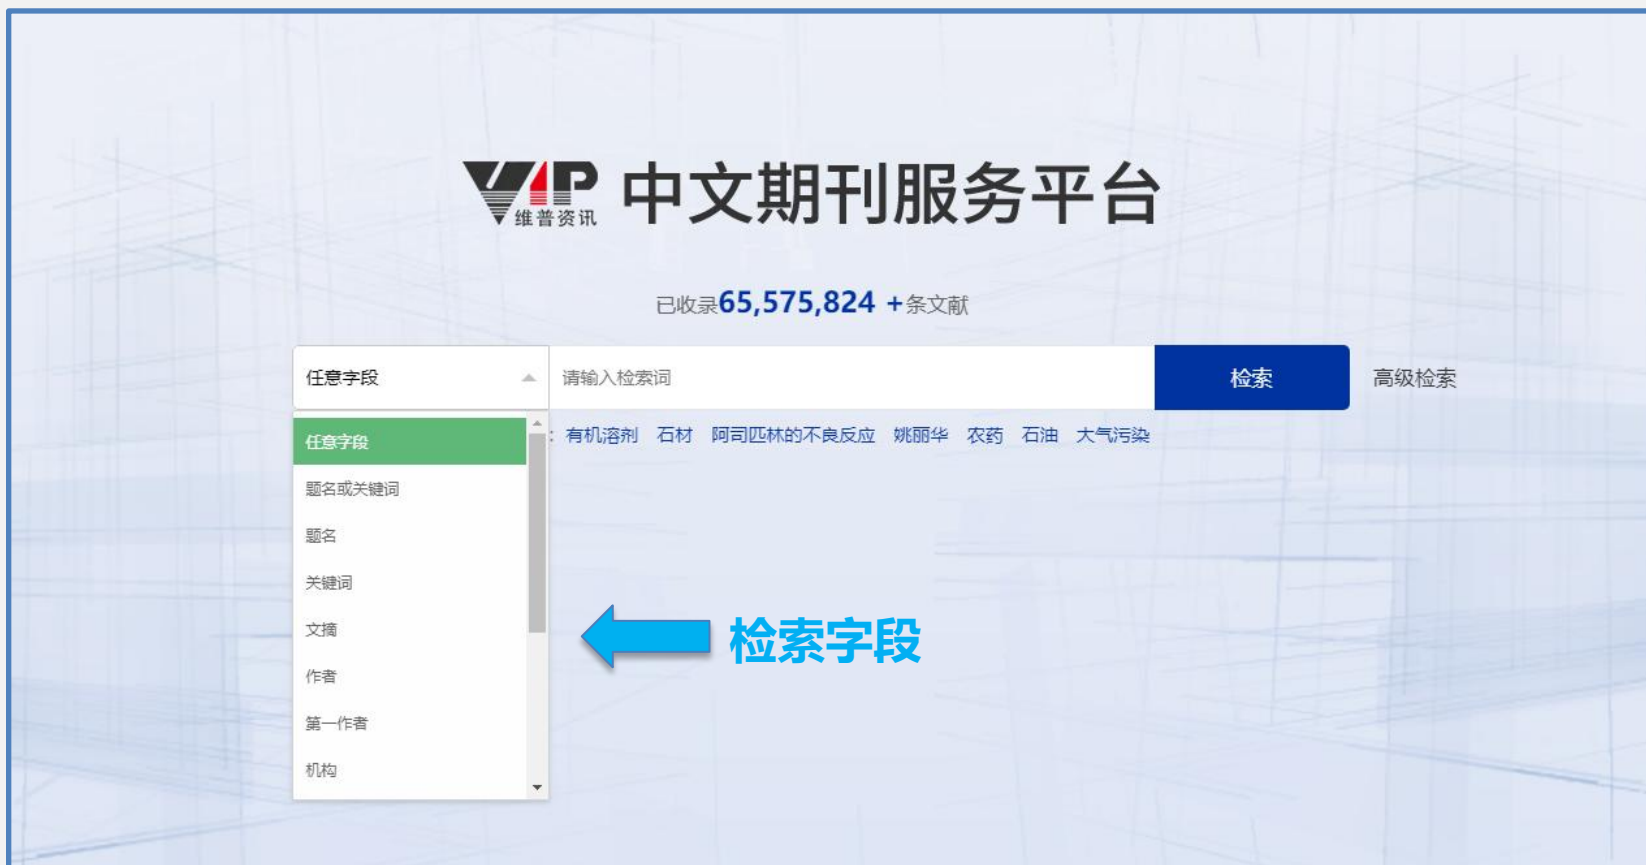 VIP 维普资讯 中文期刊服务平台
已收录65,575,824 +条文献
任意字段 请输入检索词 检索 高级检索
: 有机溶剂 石材 阿司匹林的不良反应 姚丽华 农药 石油 大气污染
任意字段
题名或关键词
题名
关键词
文摘
检索字段
作者
第一作者
机构